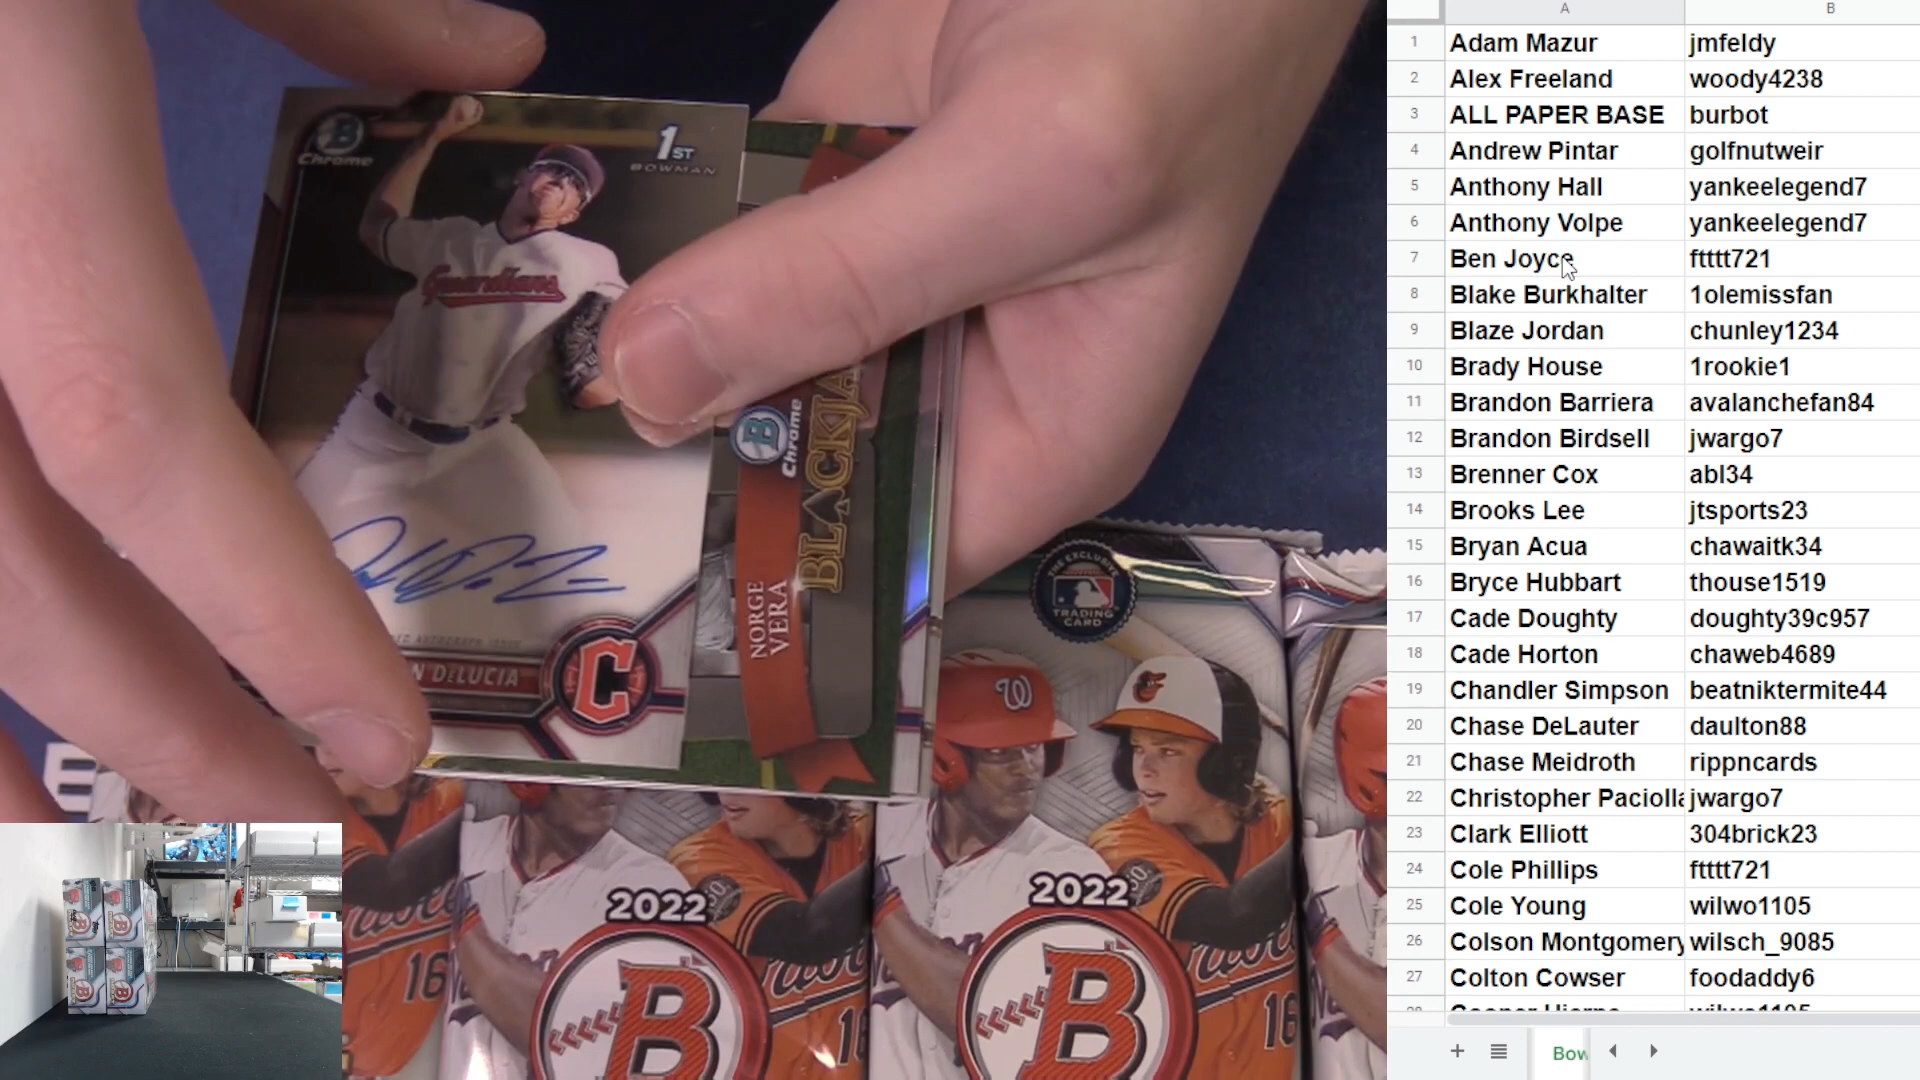 B
Chrome
1ST
BOWMAN
Guardians
N DELUCIA
C
B
Chrome
BLACKJA
NORGE
VERA
THE EXCLUSIVE
MLB
TRADING
CARD
W
2022
B
16
2022
B
16
A B
1 Adam Mazur jmfeldy
2 Alex Freeland woody4238
3 ALL PAPER BASE burbot
4 Andrew Pintar golfnutweir
5 Anthony Hall yankeelegend7
6 Anthony Volpe yankeelegend7
7 Ben Joyce fttt721
8 Blake Burkhalter 1olemissfan
9 Blaze Jordan chunley1234
10 Brady House 1rookie1
11 Brandon Barriera avalanchefan84
12 Brandon Birdsell jwargo7
13 Brenner Cox abl34
14 Brooks Lee jtsports23
15 Bryan Acua chawaitk34
16 Bryce Hubbart thouse1519
17 Cade Doughty doughty39c957
18 Cade Horton chaweb4689
19 Chandler Simpson beatniktermite44
20 Chase DeLauter daulton88
21 Chase Meidroth rippncards
22 Christopher Paciolla jwargo7
23 Clark Elliott 304brick23
24 Cole Phillips fttt721
25 Cole Young wilwo1105
26 Colson Montgomery wilsch_9085
27 Colton Cowser foodaddy6
Bow